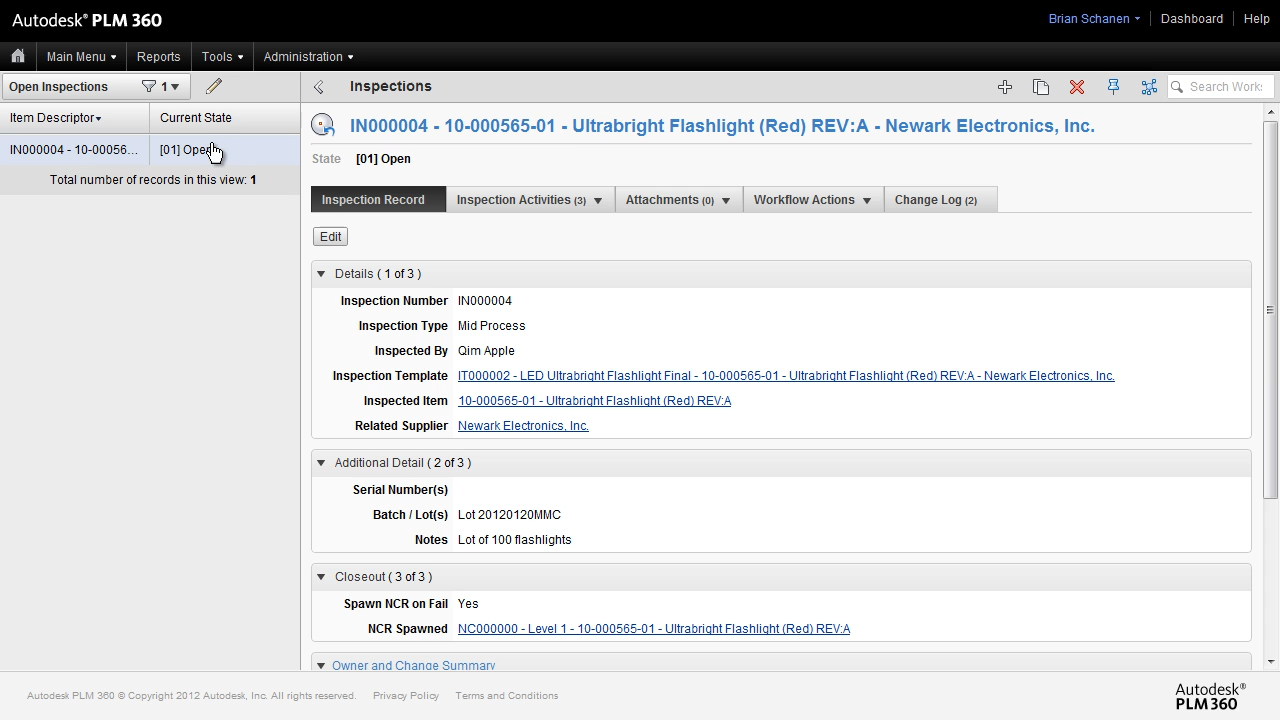 Autodesk® PLM 360
Brian Schanen Dashboard Help
Main Menu Reports Tools Administration
Open Inspections 1
Inspections
Search Works
Item Descriptor Current State
IN000004 - 10-00056... [01] Open
Total number of records in this view: 1
IN000004 - 10-000565-01 - Ultrabright Flashlight (Red) REV:A - Newark Electronics, Inc.
State [01] Open
Inspection Record Inspection Activities (3) Attachments (0) Workflow Actions Change Log (2)
Edit
Details ( 1 of 3 )
Inspection Number IN000004
Inspection Type Mid Process
Inspected By Qim Apple
Inspection Template IT000002 - LED Ultrabright Flashlight Final - 10-000565-01 - Ultrabright Flashlight (Red) REV:A - Newark Electronics, Inc.
Inspected Item 10-000565-01 - Ultrabright Flashlight (Red) REV:A
Related Supplier Newark Electronics, Inc.
Additional Detail ( 2 of 3 )
Serial Number(s)
Batch / Lot(s) Lot 20120120MMC
Notes Lot of 100 flashlights
Closeout ( 3 of 3 )
Spawn NCR on Fail Yes
NCR Spawned NC000000 - Level 1 - 10-000565-01 - Ultrabright Flashlight (Red) REV:A
Owner and Change Summary
Autodesk PLM 360 © Copyright 2012 Autodesk, Inc. All rights reserved. Privacy Policy Terms and Conditions
Autodesk®
PLM 360